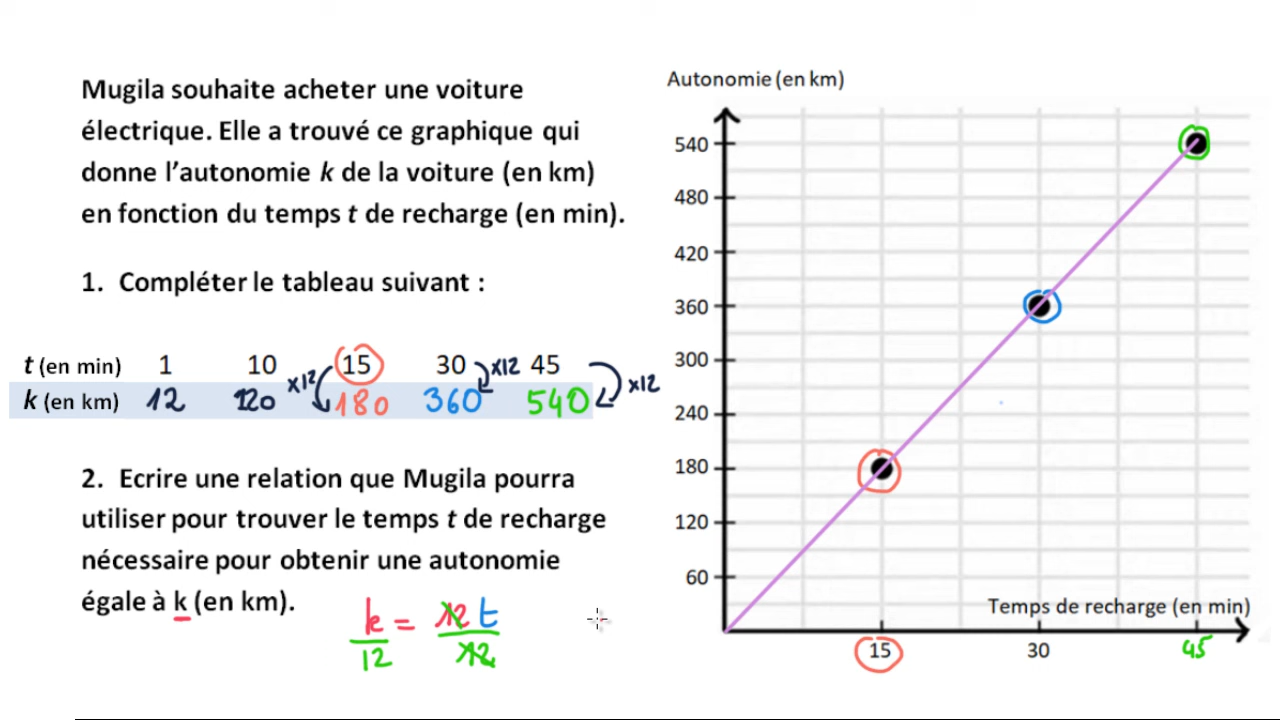 Mugila souhaite acheter une voiture
électrique. Elle a trouvé ce graphique qui
donne l’autonomie k de la voiture (en km)
en fonction du temps t de recharge (en min).
1. Compléter le tableau suivant :
t (en min) 1 10 15 30 45
x12 x12 x12
k (en km) 12 120 180 360 540
2. Ecrire une relation que Mugila pourra
utiliser pour trouver le temps t de recharge
nécessaire pour obtenir une autonomie
égale à k (en km).
k = 12 t
12 12
Autonomie (en km)
540
480
420
360
300
240
180
120
60
Temps de recharge (en min)
15 30 45